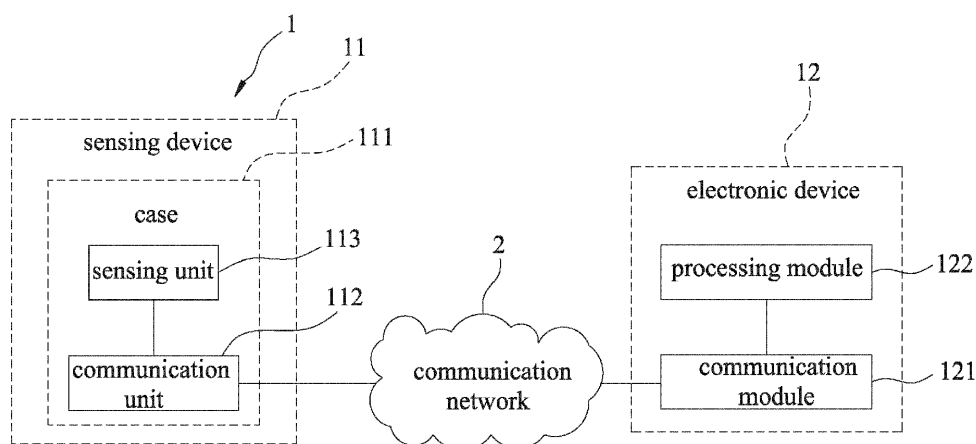 1
11
12
sensing device
111
electronic device
case
2
113
sensing unit
processing module
122
112
communication
unit
communication
network
communication
module
121